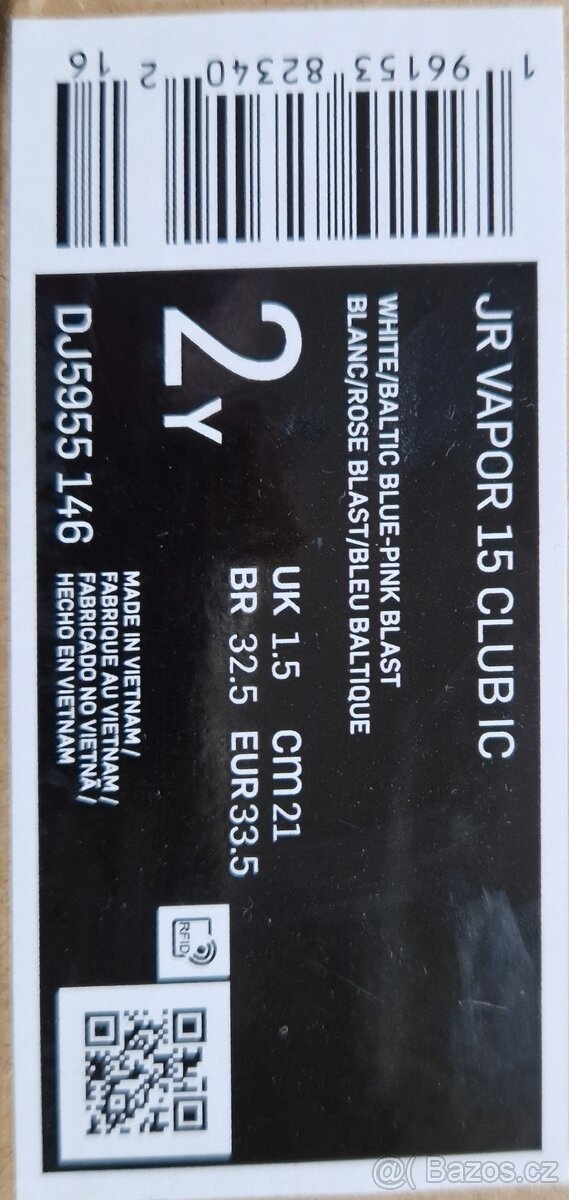 1 96153 82340 2 16
JR VAPOR 15 CLUB IC
WHITE/BALTIC BLUE-PINK BLAST
BLANC/ROSE BLAST/BLEU BALTIQUE
2Y
UK 1.5 cm 21
BR 32.5 EUR 33.5
DJ5955 146
MADE IN VIETNAM /
FABRIQUE AU VIETNAM /
FABRICADO NO VIETNÃ /
HECHO EN VIETNAM
RFID
@( Bazos.cz